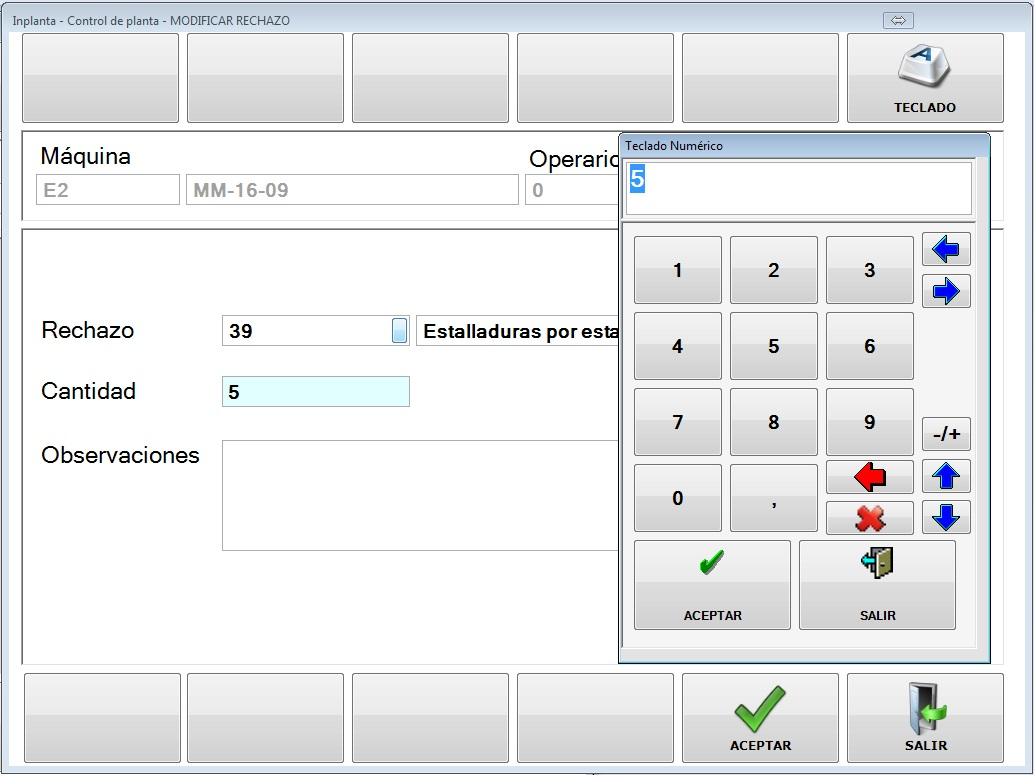 Inplanta - Control de planta - MODIFICAR RECHAZO
TECLADO
Máquina
Operario
E2
MM-16-09
0
Rechazo
39
Estalladuras por esta
Cantidad
5
Observaciones
Teclado Numérico
5
1 2 3
4 5 6
7 8 9
-/+
0 ,
ACEPTAR SALIR
ACEPTAR SALIR